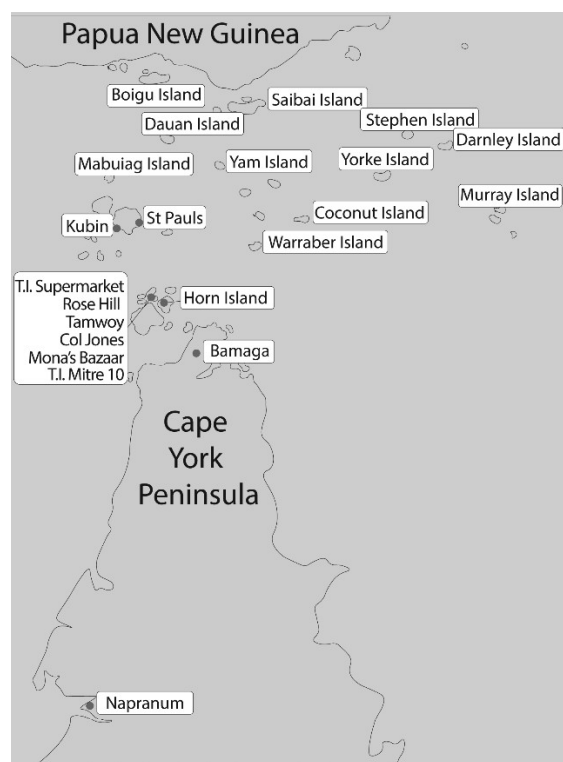 Papua New Guinea
Boigu Island
Saibai Island
Stephen Island
Dauan Island
Darnley Island
Mabuiag Island
Yam Island
Yorke Island
Murray Island
St Pauls
Coconut Island
Kubin
Warraber Island
T.I. Supermarket
Rose Hill
Tamwoy
Col Jones
Mona's Bazaar
T.I. Mitre 10
Horn Island
Bamaga
Cape
York
Peninsula
Napranum